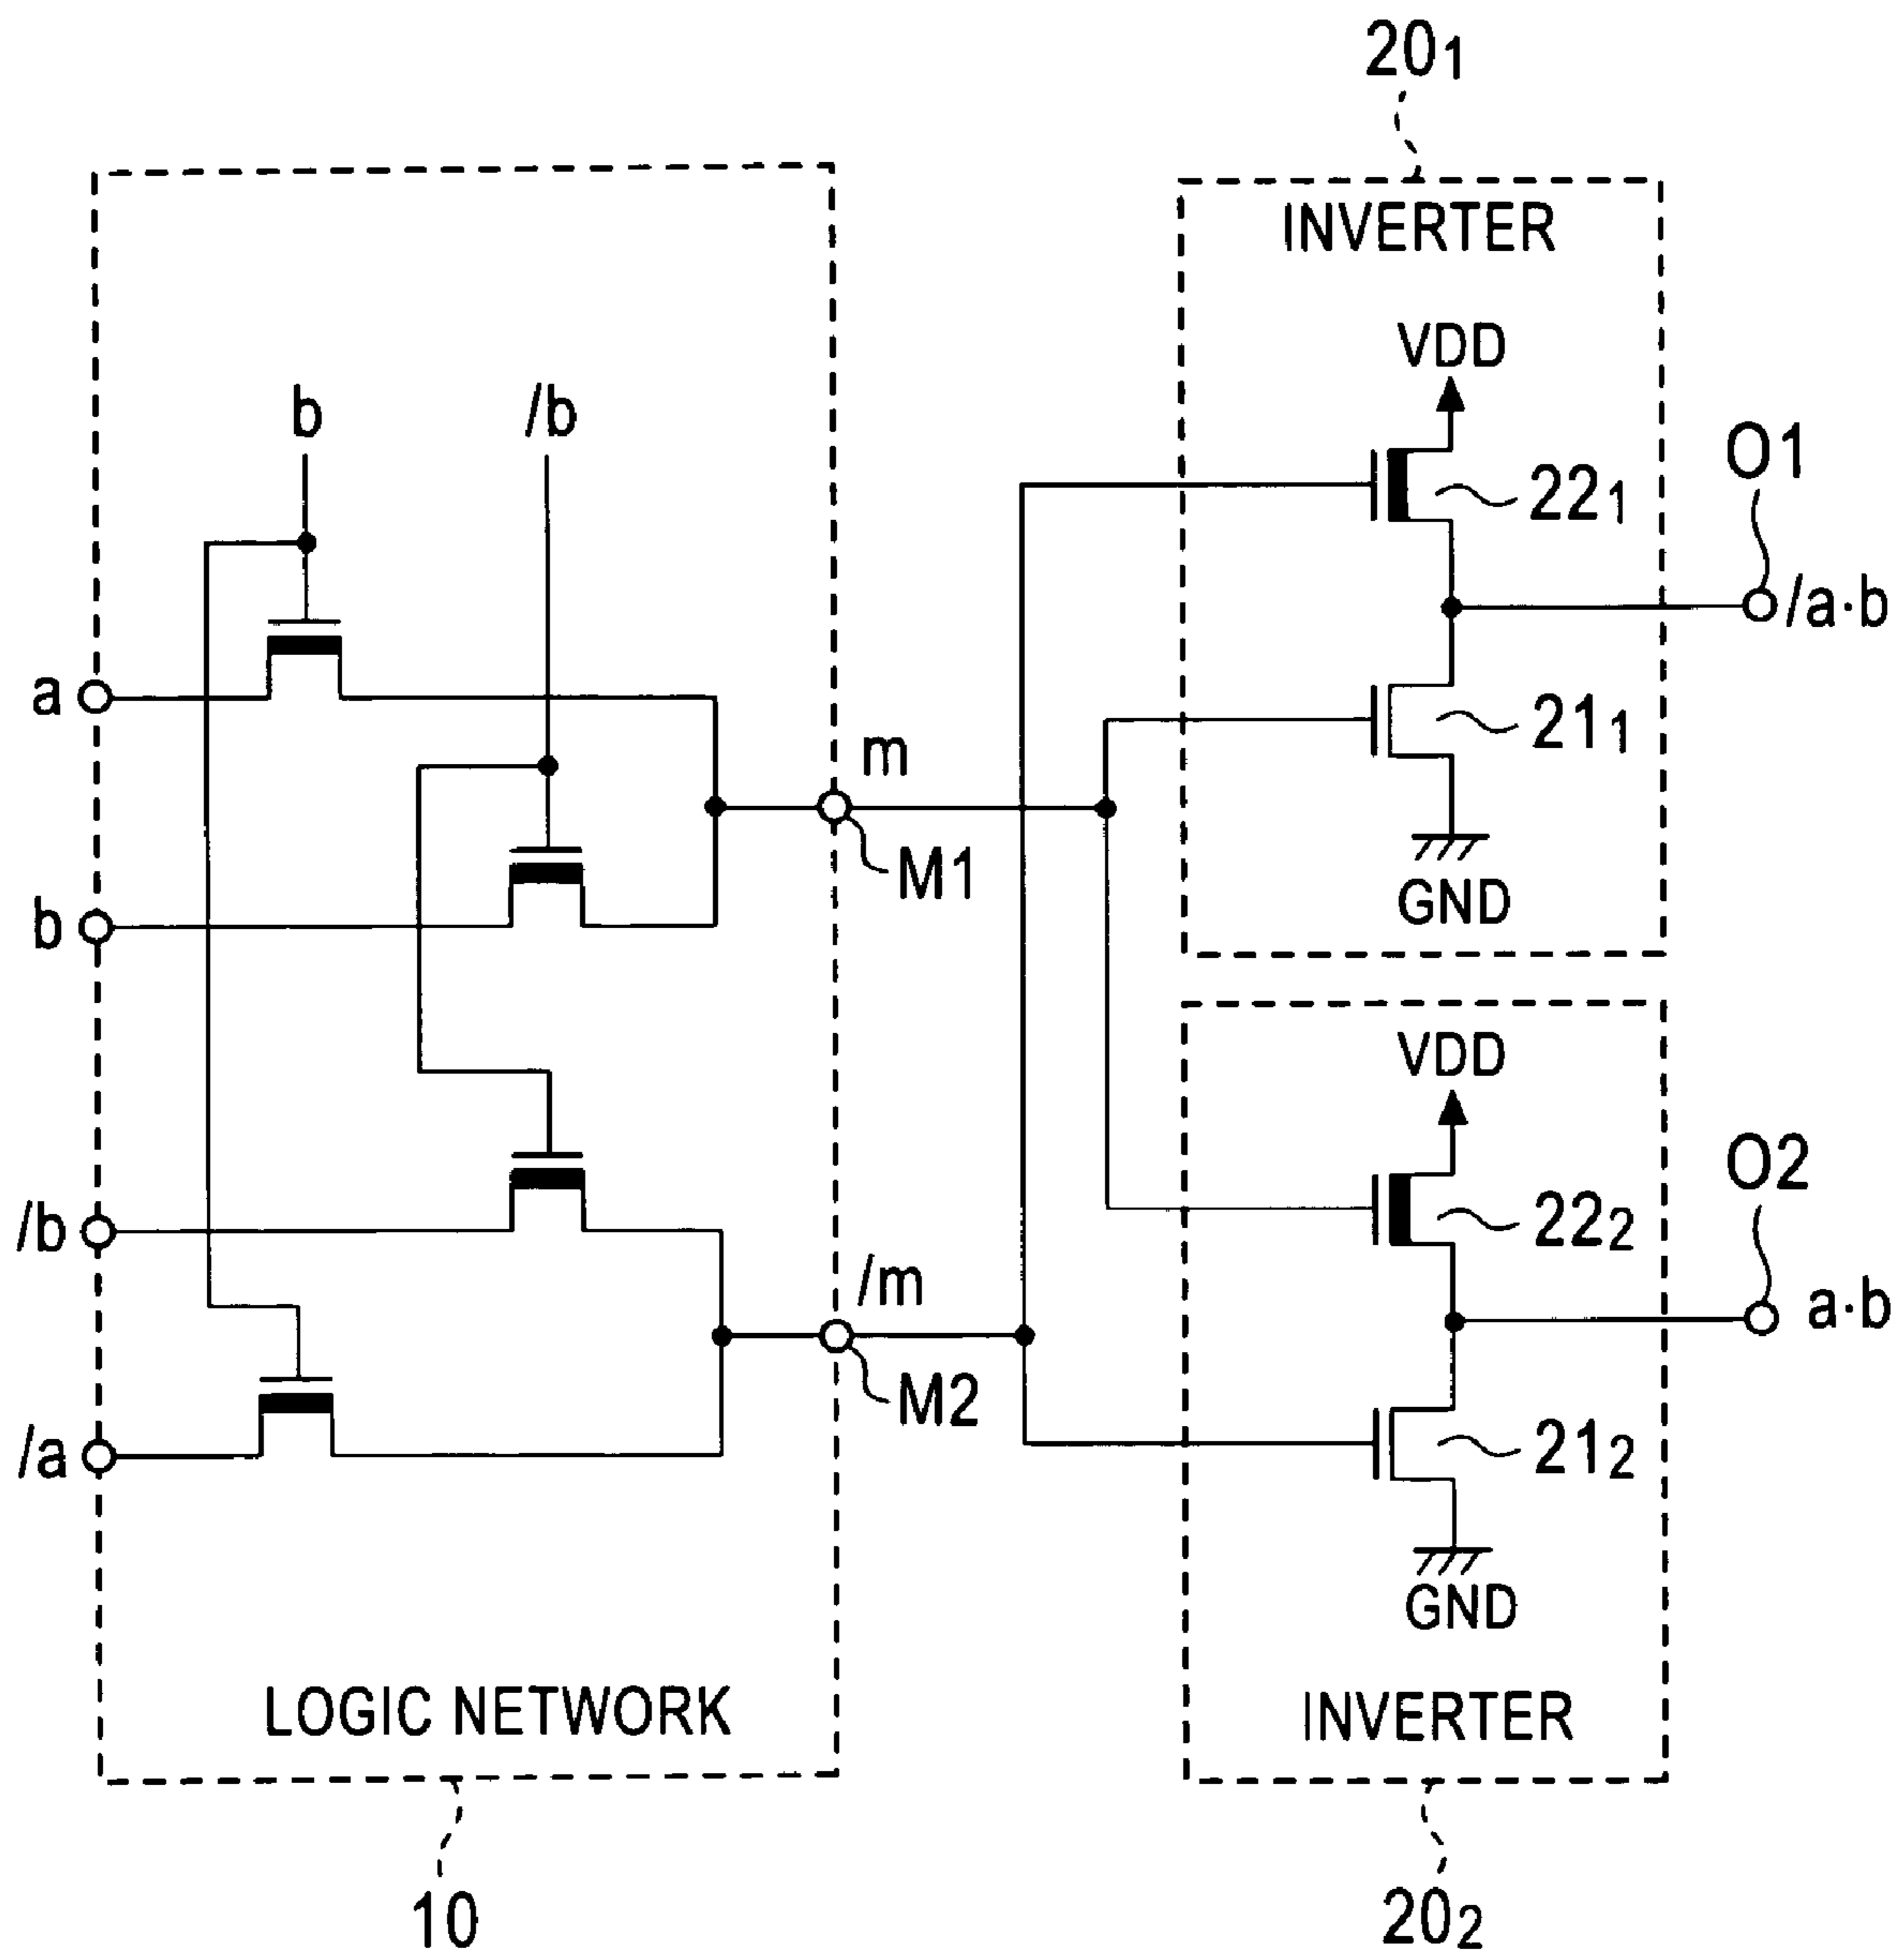 20₁
INVERTER
VDD
b
/b
22₁
O1
/a·b
a
21₁
m
M1
GND
b
VDD
O2
22₂
/b
/m
a·b
M2
/a
21₂
GND
LOGIC NETWORK
INVERTER
10
20₂